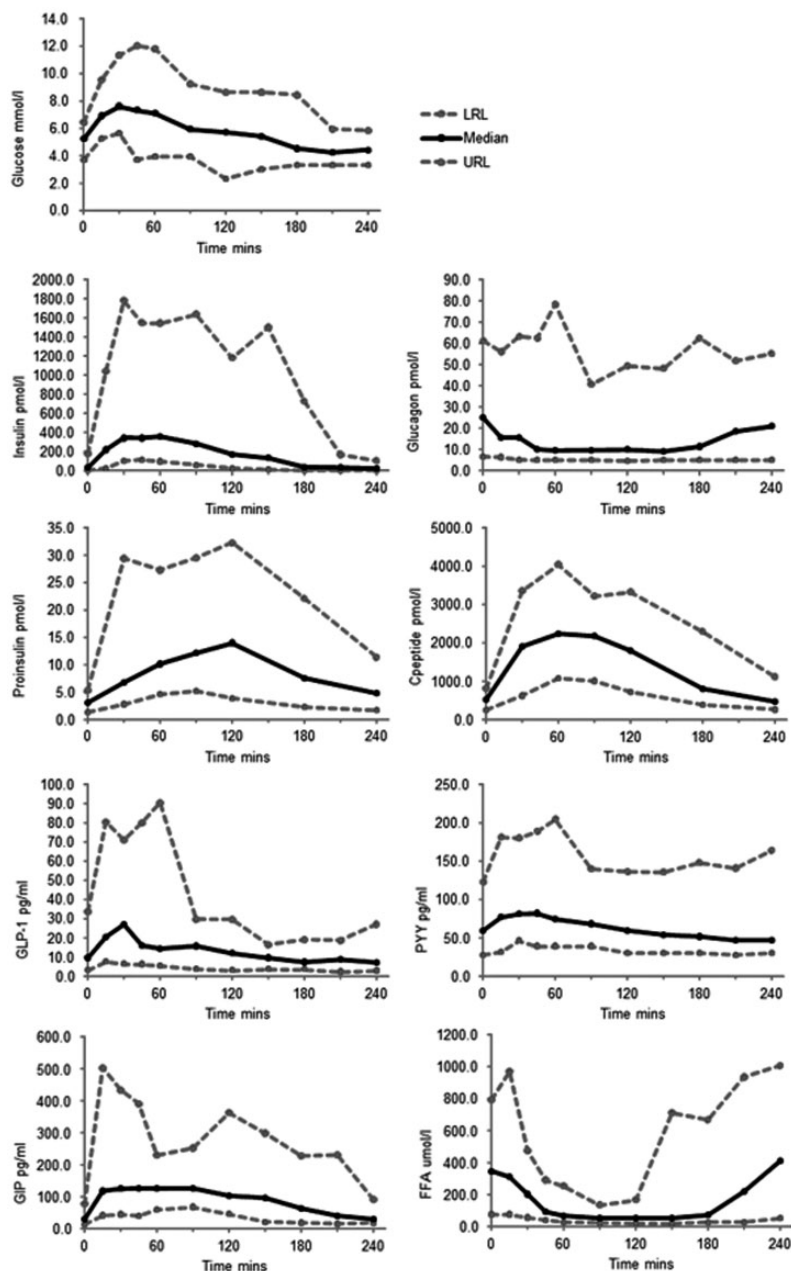 Glucose mmol/l
14.0
12.0
10.0
8.0
6.0
4.0
2.0
0.0
0 60 120 180 240
Time mins
LRL
Median
URL
Insulin pmol/l
2000.0
1800.0
1600.0
1400.0
1200.0
1000.0
800.0
600.0
400.0
200.0
0.0
0 60 120 180 240
Time mins
Glucagon pmol/l
90.0
80.0
70.0
60.0
50.0
40.0
30.0
20.0
10.0
0.0
0 60 120 180 240
Time mins
Proinsulin pmol/l
35.0
30.0
25.0
20.0
15.0
10.0
5.0
0.0
0 60 120 180 240
Time mins
Cpeptide pmol/l
5000.0
4000.0
3000.0
2000.0
1000.0
0.0
0 60 120 180 240
Time mins
GLP-1 pg/ml
100.0
90.0
80.0
70.0
60.0
50.0
40.0
30.0
20.0
10.0
0.0
0 60 120 180 240
Time mins
PYY pg/ml
250.0
200.0
150.0
100.0
50.0
0.0
0 60 120 180 240
Time mins
GIP pg/ml
600.0
500.0
400.0
300.0
200.0
100.0
0.0
0 60 120 180 240
Time mins
FFA umol/l
1200.0
1000.0
800.0
600.0
400.0
200.0
0.0
0 60 120 180 240
Time mins